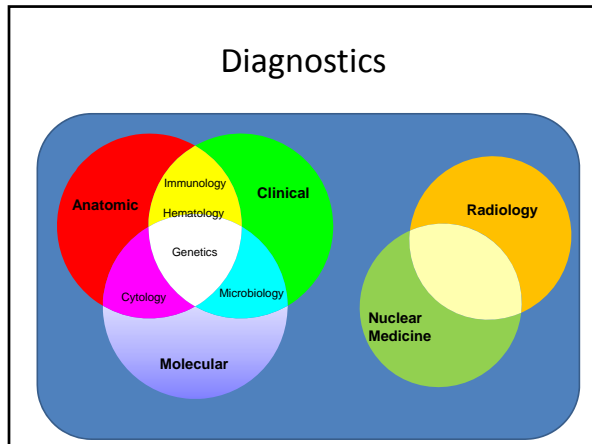 Diagnostics
Immunology
Anatomic
Clinical
Hematology
Genetics
Cytology
Microbiology
Molecular
Radiology
Nuclear
Medicine